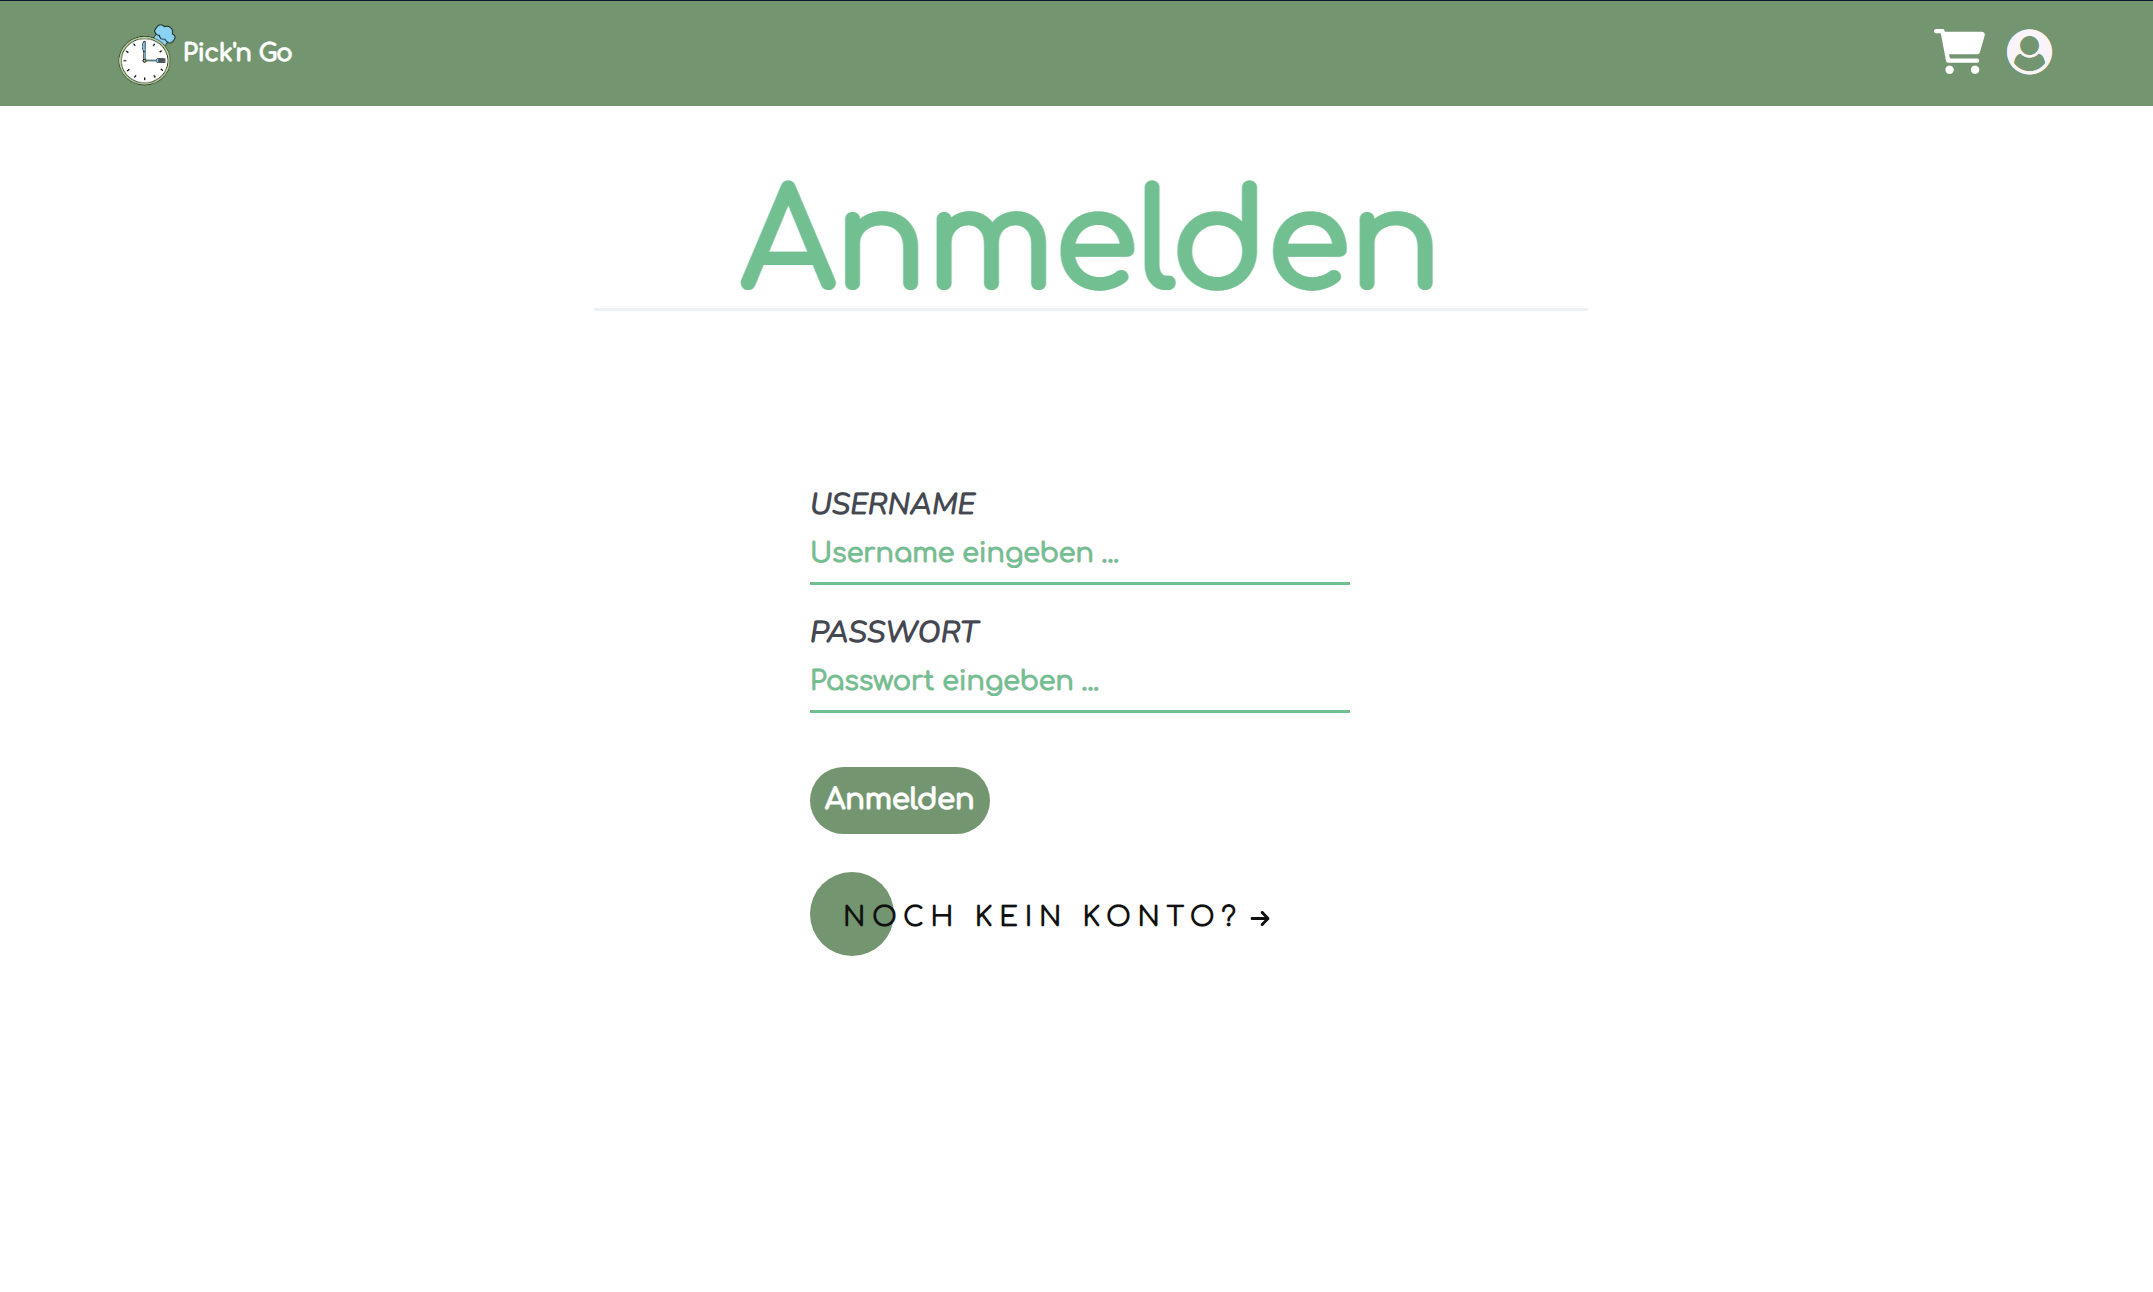 Pick'n Go
Anmelden
USERNAME
Username eingeben ...
PASSWORT
Passwort eingeben ...
Anmelden
NOCH KEIN KONTO? →